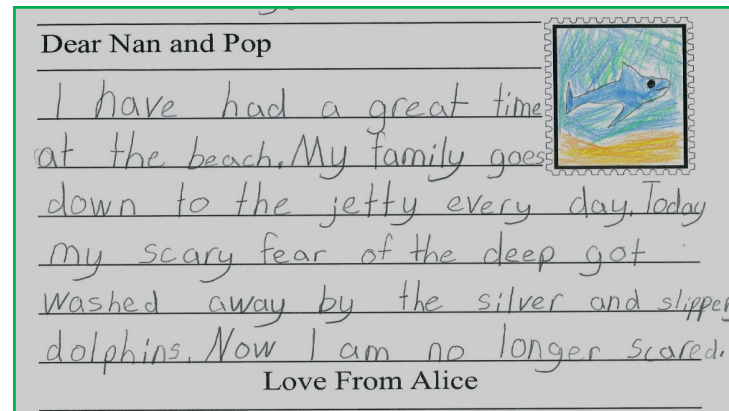 Dear Nan and Pop
I have had a great time
at the beach. My family goes
down to the jetty every day. Today
my scary fear of the deep got
washed away by the silver and slippery
dolphins. Now I am no longer scared.
Love From Alice